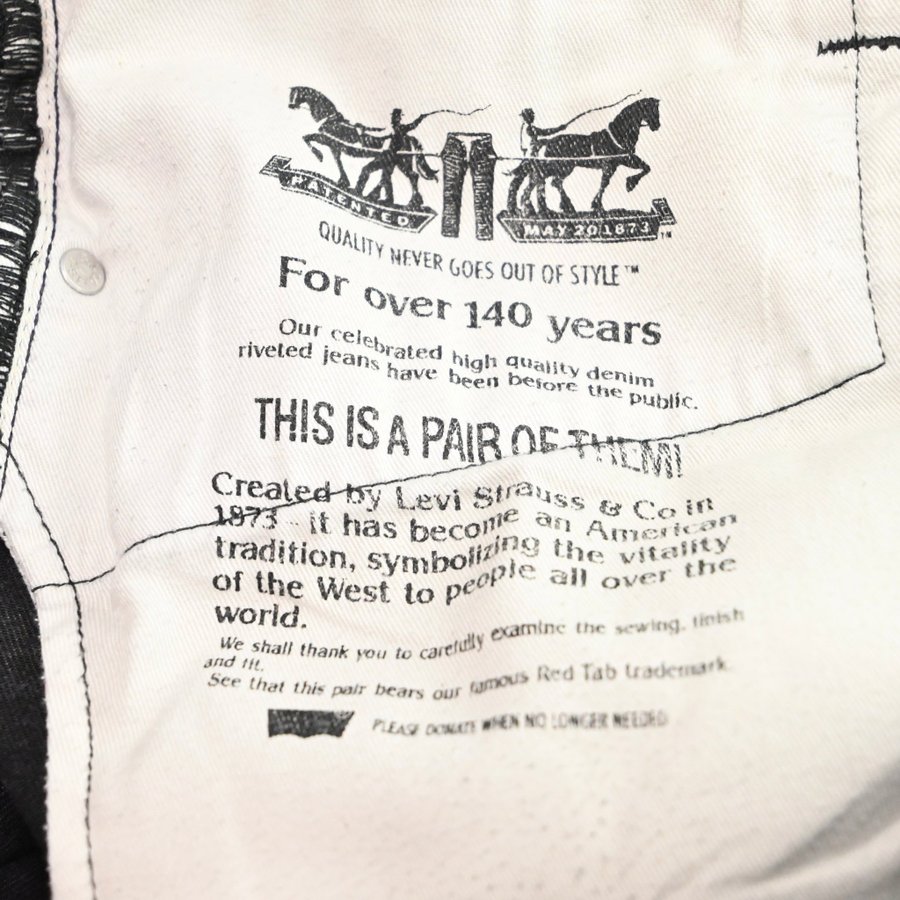 PATENTED MAY 20 1873 ™
QUALITY NEVER GOES OUT OF STYLE™
For over 140 years
Our celebrated high quality denim
riveted jeans have been before the public.
THIS IS A PAIR OF THEM!
Created by Levi Strauss & Co in
1873 - it has become an American
tradition, symbolizing the vitality
of the West to people all over the
world.
We shall thank you to carefully examine the sewing, finish
and fit.
See that this pair bears our famous Red Tab trademark.
PLEASE DONATE WHEN NO LONGER NEEDED